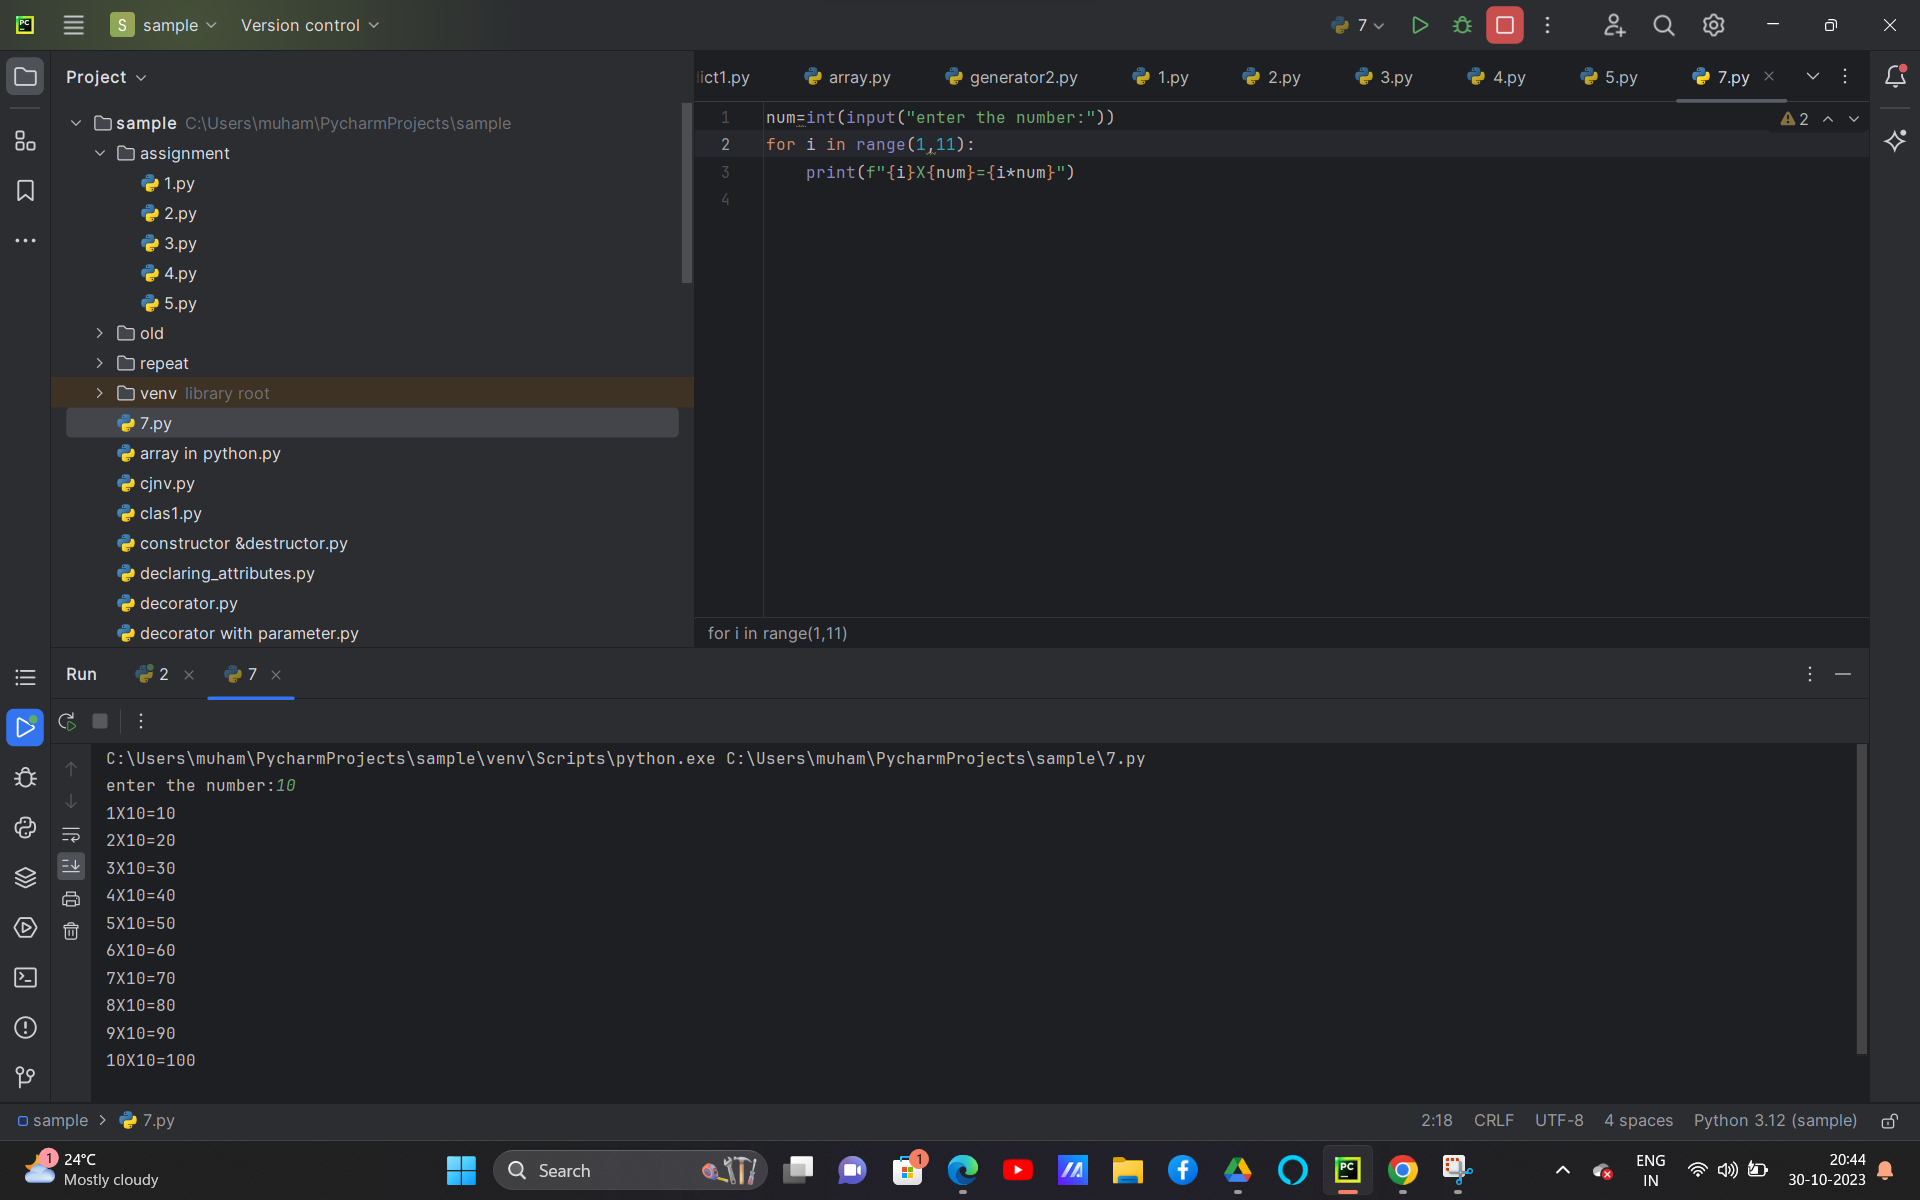 S sample Version control 7
Project
ict1.py array.py generator2.py 1.py 2.py 3.py 4.py 5.py 7.py
sample C:\Users\muham\PycharmProjects\sample
assignment
1.py
2.py
3.py
4.py
5.py
old
repeat
venv library root
7.py
array in python.py
cjnv.py
clas1.py
constructor &destructor.py
declaring_attributes.py
decorator.py
decorator with parameter.py
1 num=int(input("enter the number:"))
2 for i in range(1,11):
3     print(f"{i}X{num}={i*num}")
4
2
for i in range(1,11)
Run 2 7
C:\Users\muham\PycharmProjects\sample\venv\Scripts\python.exe C:\Users\muham\PycharmProjects\sample\7.py
enter the number:10
1X10=10
2X10=20
3X10=30
4X10=40
5X10=50
6X10=60
7X10=70
8X10=80
9X10=90
10X10=100
sample 7.py 2:18 CRLF UTF-8 4 spaces Python 3.12 (sample)
1 24°C
Mostly cloudy
Search
1
PC
ENG
IN
20:44
30-10-2023